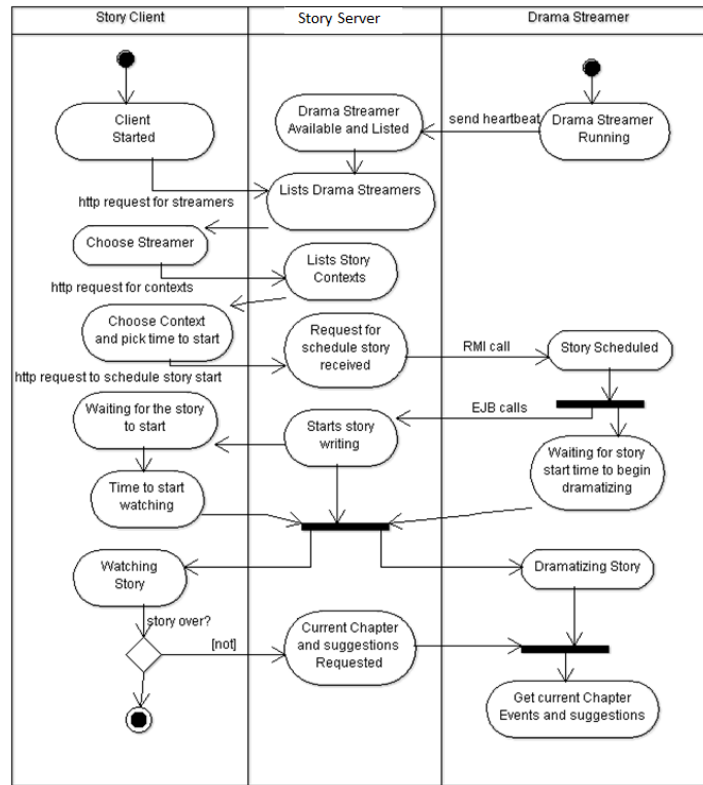 Story Client
Story Server
Drama Streamer
Client
Started
Drama Streamer
Available and Listed
send heartbeat
Drama Streamer
Running
http request for streamers
Lists Drama Streamers
Choose Streamer
http request for contexts
Lists Story
Contexts
Choose Context
and pick time to start
http request to schedule story start
Request for
schedule story
received
RMI call
Story Scheduled
EJB calls
Waiting for the story
to start
Starts story
writing
Waiting for story
start time to begin
dramatizing
Time to start
watching
Watching
Story
Dramatizing Story
story over?
[not]
Current Chapter
and suggestions
Requested
Get current Chapter
Events and suggestions